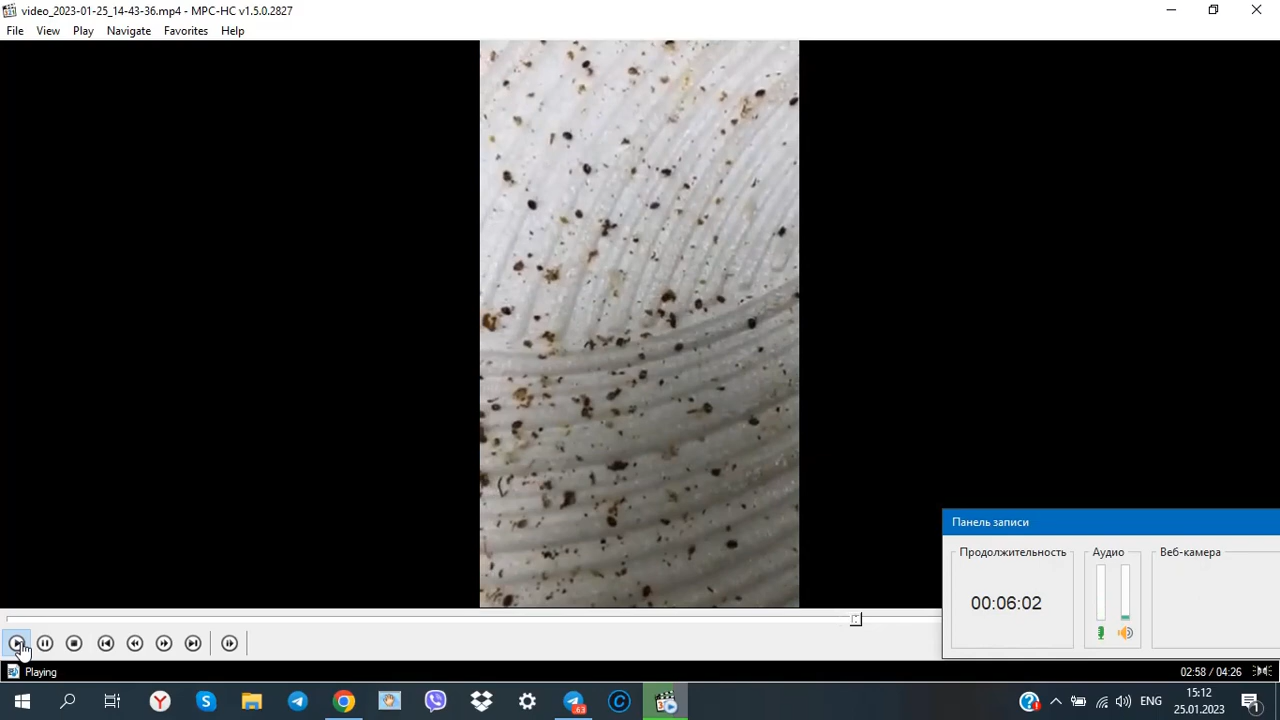 video_2023-01-25_14-43-36.mp4 - MPC-HC v1.5.0.2827
File View Play Navigate Favorites Help
Панель записи
Продолжительность Аудио Веб-камера
00:06:02
Playing
02:58 / 04:26
63
ENG
15:12
25.01.2023
1